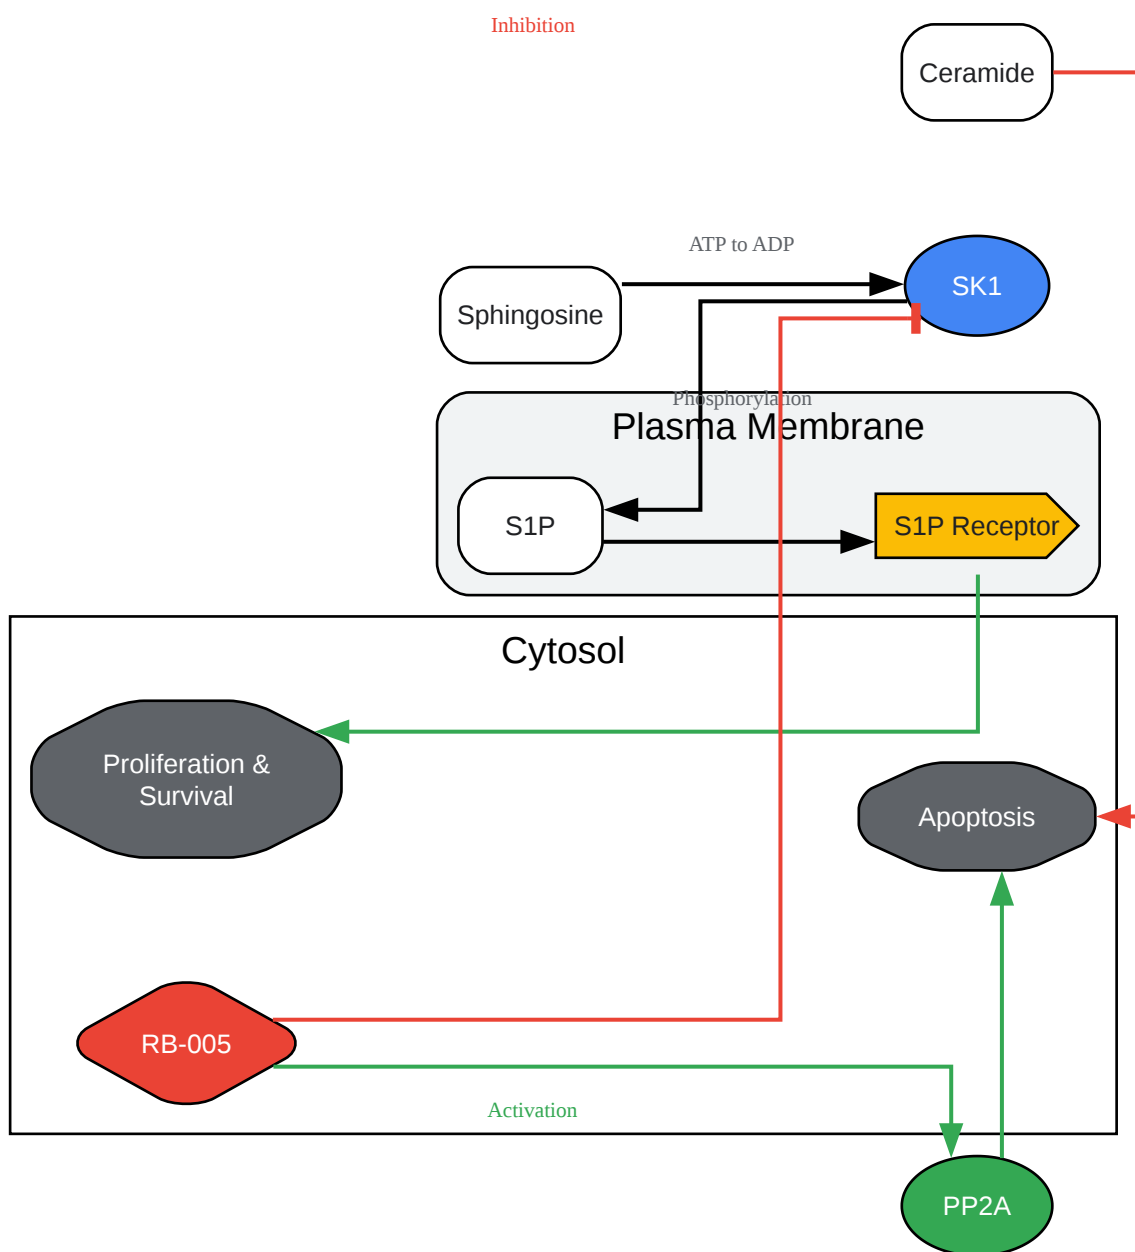 Inhibition
Ceramide
ATP to ADP
SK1
Sphingosine
Phosphorylation
Plasma Membrane
S1P
S1P Receptor
Cytosol
Proliferation &
Survival
Apoptosis
RB-005
Activation
PP2A